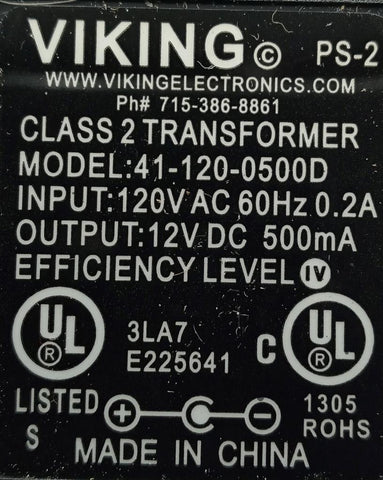 VIKING © PS-2
WWW.VIKINGELECTRONICS.COM
Ph# 715-386-8861
CLASS 2 TRANSFORMER
MODEL:41-120-0500D
INPUT:120V AC 60Hz 0.2A
OUTPUT:12V DC 500mA
EFFICIENCY LEVEL IV
UL ® 3LA7 C UL ®
E225641
LISTED + C - 1305
S ROHS
MADE IN CHINA